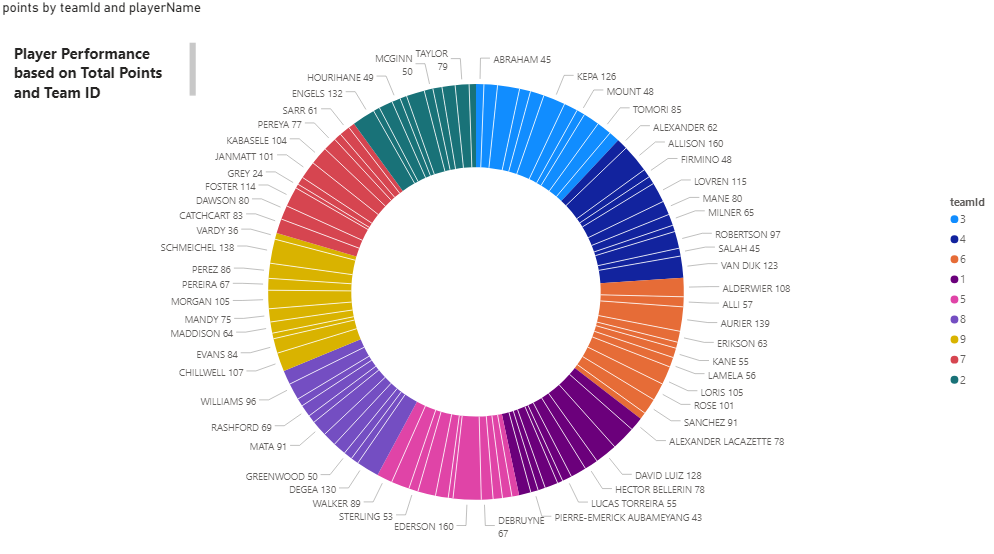 points by teamId and playerName
Player Performance
based on Total Points
and Team ID
ABRAHAM 45
KEPA 126
MOUNT 48
TOMORI 85
ALEXANDER 62
ALLISON 160
FIRMINO 48
LOVREN 115
MANE 80
MILNER 65
ROBERTSON 97
SALAH 45
VAN DIJK 123
ALDERWIER 108
ALLI 57
AURIER 139
ERIKSON 63
KANE 55
LAMELA 56
LORIS 105
ROSE 101
SANCHEZ 91
ALEXANDER LACAZETTE 78
DAVID LUIZ 128
HECTOR BELLERIN 78
LUCAS TORREIRA 55
PIERRE-EMERICK AUBAMEYANG 43
DEBRUYNE
67
EDERSON 160
STERLING 53
WALKER 89
DEGEA 130
GREENWOOD 50
MATA 91
RASHFORD 69
WILLIAMS 96
CHILLWELL 107
EVANS 84
MADDISON 64
MANDY 75
MORGAN 105
PEREIRA 67
PEREZ 86
SCHMEICHEL 138
VARDY 36
CATCHCART 83
DAWSON 80
FOSTER 114
GREY 24
JANMATT 101
KABASELE 104
PEREYA 77
SARR 61
ENGELS 132
HOURIHANE 49
MCGINN
50
TAYLOR
79
teamId
3
4
6
1
5
8
9
7
2